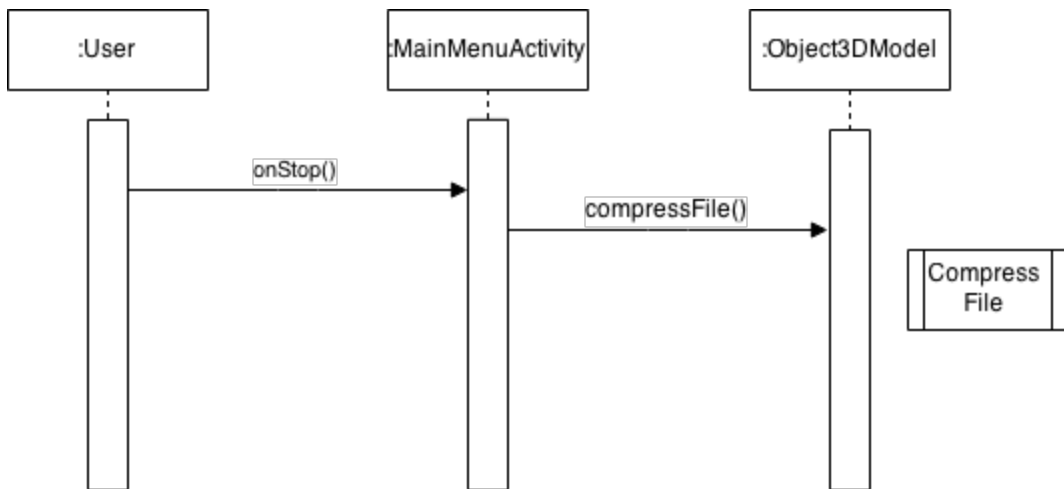 :User
:MainMenuActivity
:Object3DModel
onStop()
compressFile()
Compress
File